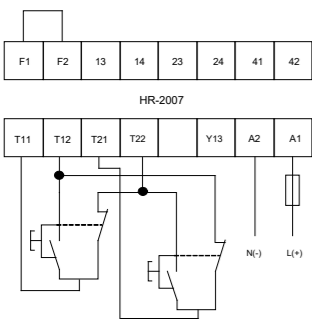 F1 F2 13 14 23 24 41 42
HR-2007
T11 T12 T21 T22 Y13 A2 A1
N(-) L(+)